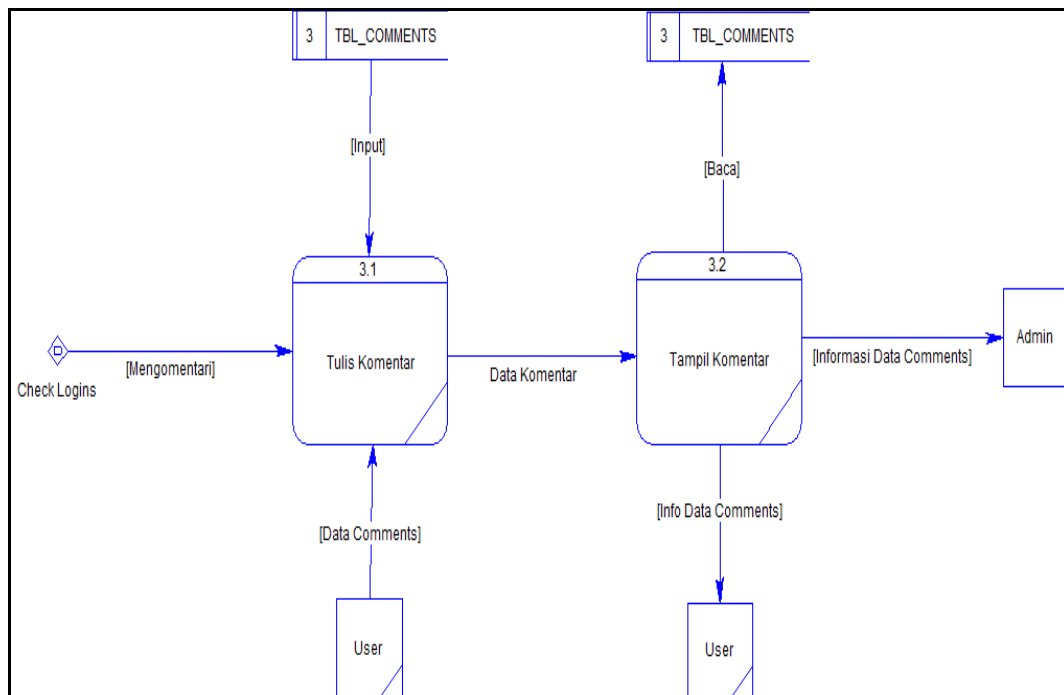 3 TBL_COMMENTS
3 TBL_COMMENTS
[Input]
[Baca]
3.1
3.2
Check Logins
[Mengomentari]
Tulis Komentar
Data Komentar
Tampil Komentar
[Informasi Data Comments]
Admin
[Data Comments]
[Info Data Comments]
User
User